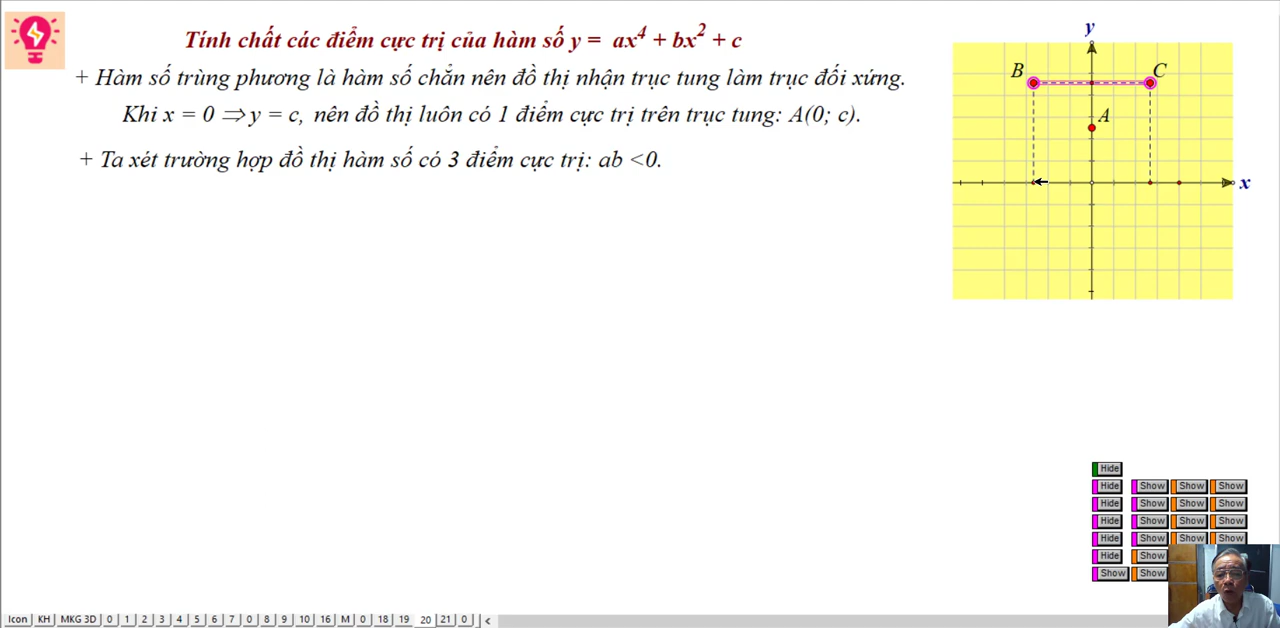 Tính chất các điểm cực trị của hàm số y = ax⁴ + bx² + c
+ Hàm số trùng phương là hàm số chẵn nên đồ thị nhận trục tung làm trục đối xứng.
Khi x = 0 ⇒ y = c, nên đồ thị luôn có 1 điểm cực trị trên trục tung: A(0; c).
+ Ta xét trường hợp đồ thị hàm số có 3 điểm cực trị: ab <0.
y
B C
A
x
Hide
Hide Show Show Show
Hide Show Show Show
Hide Show Show Show
Hide Show Show Show
Hide Show
Show Show
Icon KH MKG 3D 0 1 2 3 4 5 6 7 0 8 9 10 16 M 0 18 19 20 21 0 <